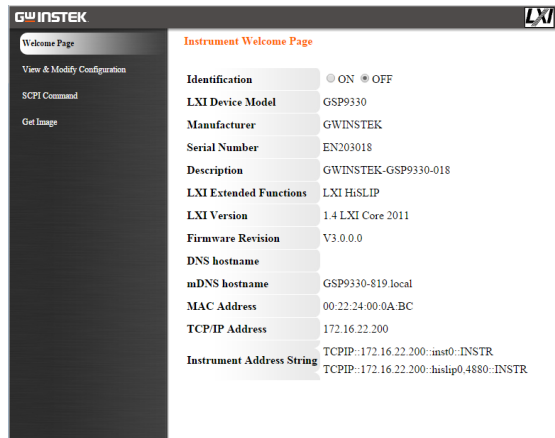 GWINSTEK
LXI
Welcome Page
View & Modify Configuration
SCPI Command
Get Image
Instrument Welcome Page
Identification ON OFF
LXI Device Model GSP9330
Manufacturer GWINSTEK
Serial Number EN203018
Description GWINSTEK-GSP9330-018
LXI Extended Functions LXI HiSLIP
LXI Version 1.4 LXI Core 2011
Firmware Revision V3.0.0.0
DNS hostname
mDNS hostname GSP9330-819.local
MAC Address 00:22:24:00:0A:BC
TCP/IP Address 172.16.22.200
Instrument Address String TCPIP::172.16.22.200::inst0::INSTR
TCPIP::172.16.22.200::hislip0,4880::INSTR